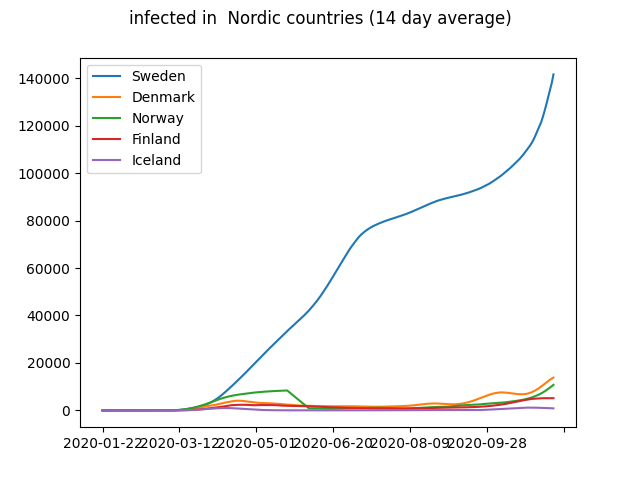 infected in  Nordic countries (14 day average)
Sweden
Denmark
Norway
Finland
Iceland
140000
120000
100000
80000
60000
40000
20000
0
2020-01-22 2020-03-12 2020-05-01 2020-06-20 2020-08-09 2020-09-28